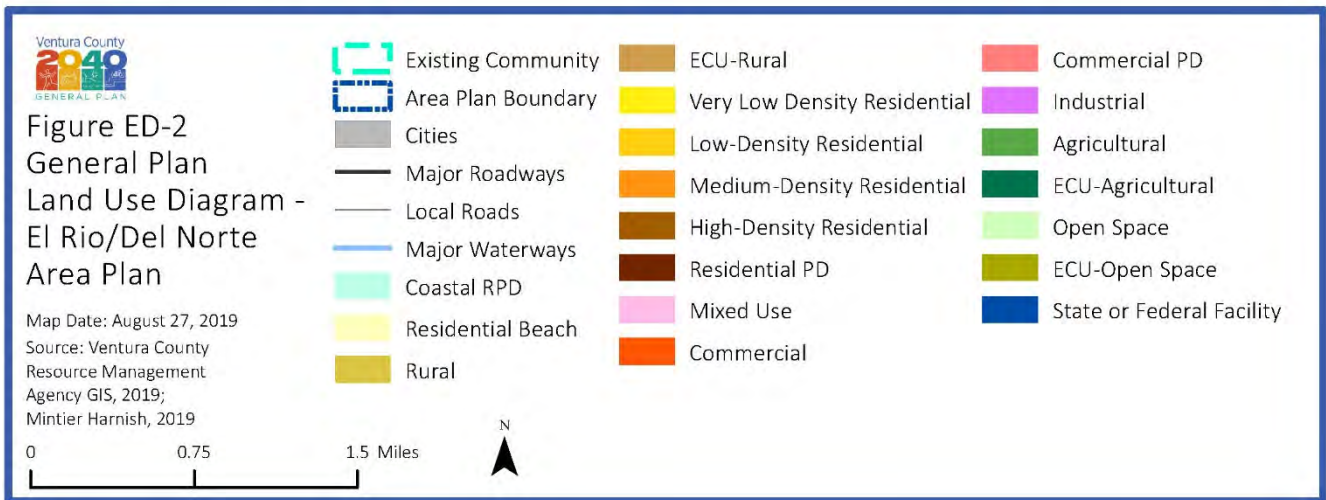 Ventura County
2040
GENERAL PLAN
Figure ED-2
General Plan
Land Use Diagram -
El Rio/Del Norte
Area Plan
Map Date: August 27, 2019
Source: Ventura County
Resource Management
Agency GIS, 2019;
Mintier Harnish, 2019
0 0.75 1.5 Miles
Existing Community
Area Plan Boundary
Cities
Major Roadways
Local Roads
Major Waterways
Coastal RPD
Residential Beach
Rural
N
ECU-Rural
Very Low Density Residential
Low-Density Residential
Medium-Density Residential
High-Density Residential
Residential PD
Mixed Use
Commercial
Commercial PD
Industrial
Agricultural
ECU-Agricultural
Open Space
ECU-Open Space
State or Federal Facility